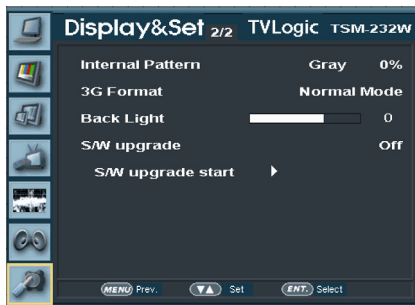 Display&Set 2/2 TVLogic TSM-232W
Internal Pattern Gray 0%
3G Format Normal Mode
Back Light 0
S/W upgrade Off
S/W upgrade start
MENU Prev. ▼▲ Set ENT. Select